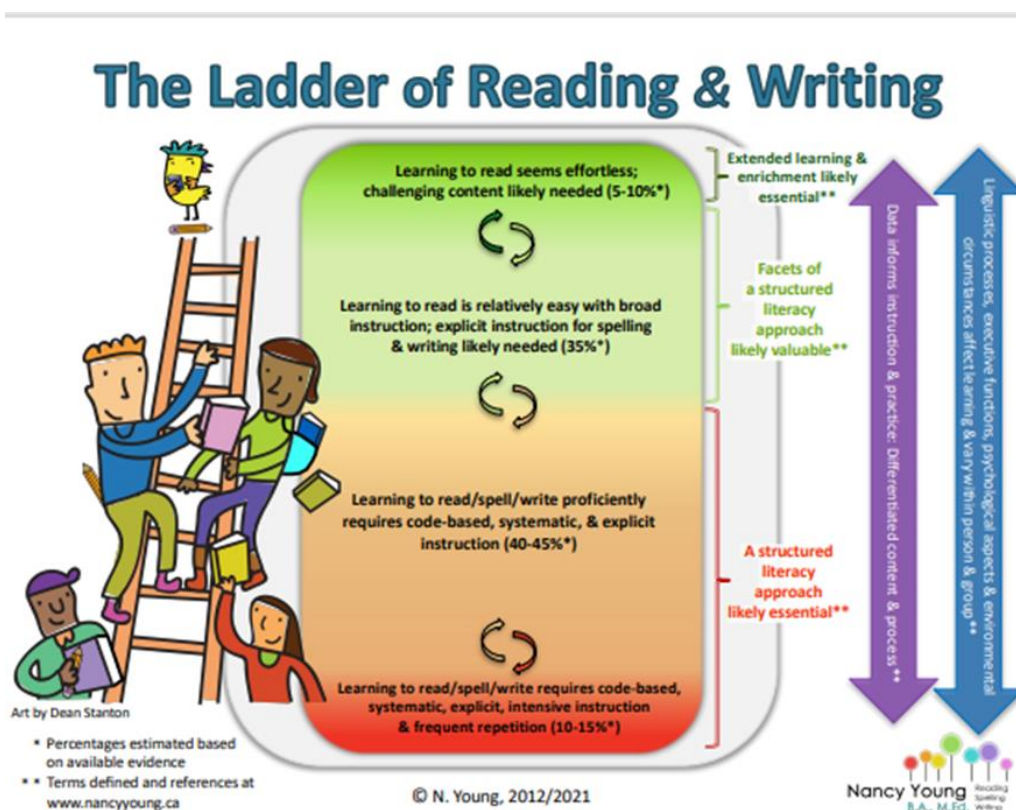 The Ladder of Reading & Writing
Learning to read seems effortless;
challenging content likely needed (5-10%*)
Learning to read is relatively easy with broad
instruction; explicit instruction for spelling
& writing likely needed (35%*)
Learning to read/spell/write proficiently
requires code-based, systematic, & explicit
instruction (40-45%*)
Learning to read/spell/write requires code-based,
systematic, explicit, intensive instruction
& frequent repetition (10-15%*)
Extended learning &
enrichment likely
essential**
Facets of
a structured
literacy
approach
likely valuable**
A structured
literacy
approach
likely essential**
Data informs instruction & practice: Differentiated content & process**
Linguistic processes, executive functions, psychological aspects & environmental
circumstances affect learning & vary within person & group**
Art by Dean Stanton
* Percentages estimated based
on available evidence
** Terms defined and references at
www.nancyyoung.ca
© N. Young, 2012/2021
Nancy Young
B.A., M.Ed.
Reading
Spelling
Writing